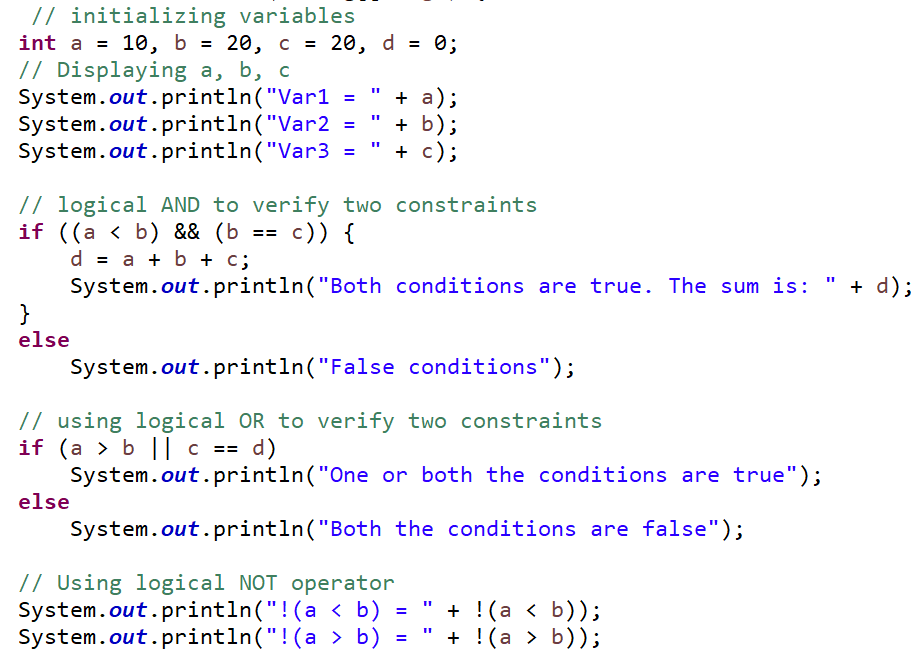 // initializing variables
int a = 10, b = 20, c = 20, d = 0;
// Displaying a, b, c
System.out.println("Var1 = " + a);
System.out.println("Var2 = " + b);
System.out.println("Var3 = " + c);
// logical AND to verify two constraints
if ((a < b) && (b == c)) {
    d = a + b + c;
    System.out.println("Both conditions are true. The sum is: " + d);
}
else
    System.out.println("False conditions");
// using logical OR to verify two constraints
if (a > b || c == d)
    System.out.println("One or both the conditions are true");
else
    System.out.println("Both the conditions are false");
// Using logical NOT operator
System.out.println("!(a < b) = " + !(a < b));
System.out.println("!(a > b) = " + !(a > b));